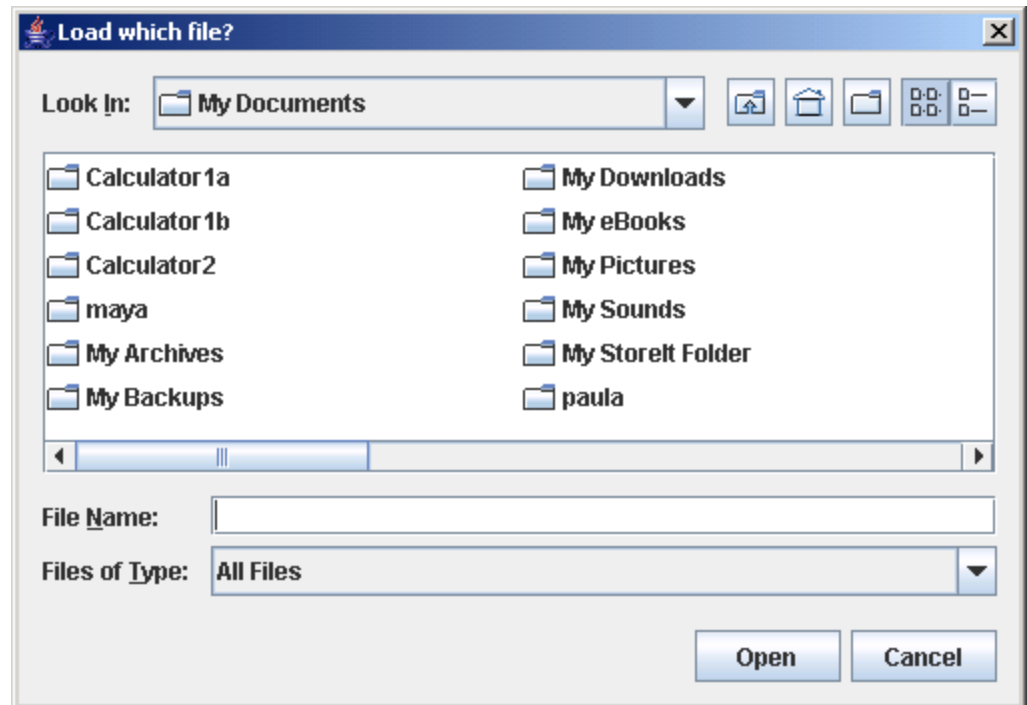 Load which file?
Look In: My Documents
Calculator1a
Calculator1b
Calculator2
maya
My Archives
My Backups
My Downloads
My eBooks
My Pictures
My Sounds
My StoreIt Folder
paula
File Name:
Files of Type: All Files
Open Cancel